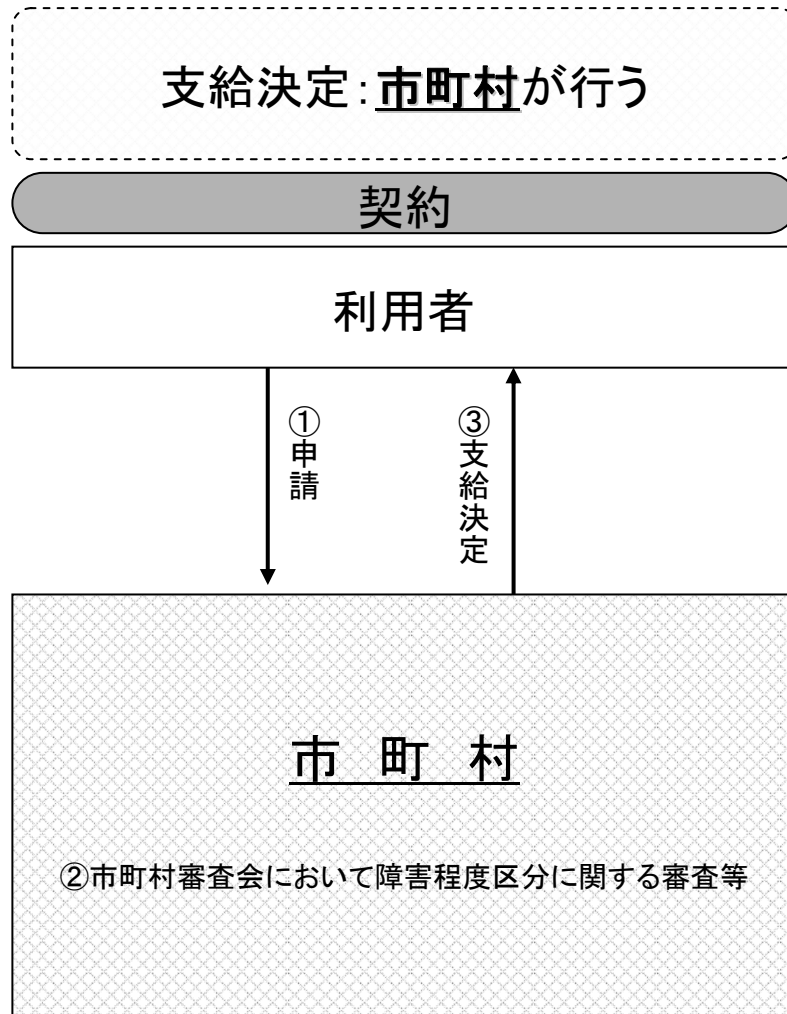 支給決定：市町村が行う
契約
利用者
①申請
③支給決定
市　町　村
②市町村審査会において障害程度区分に関する審査等